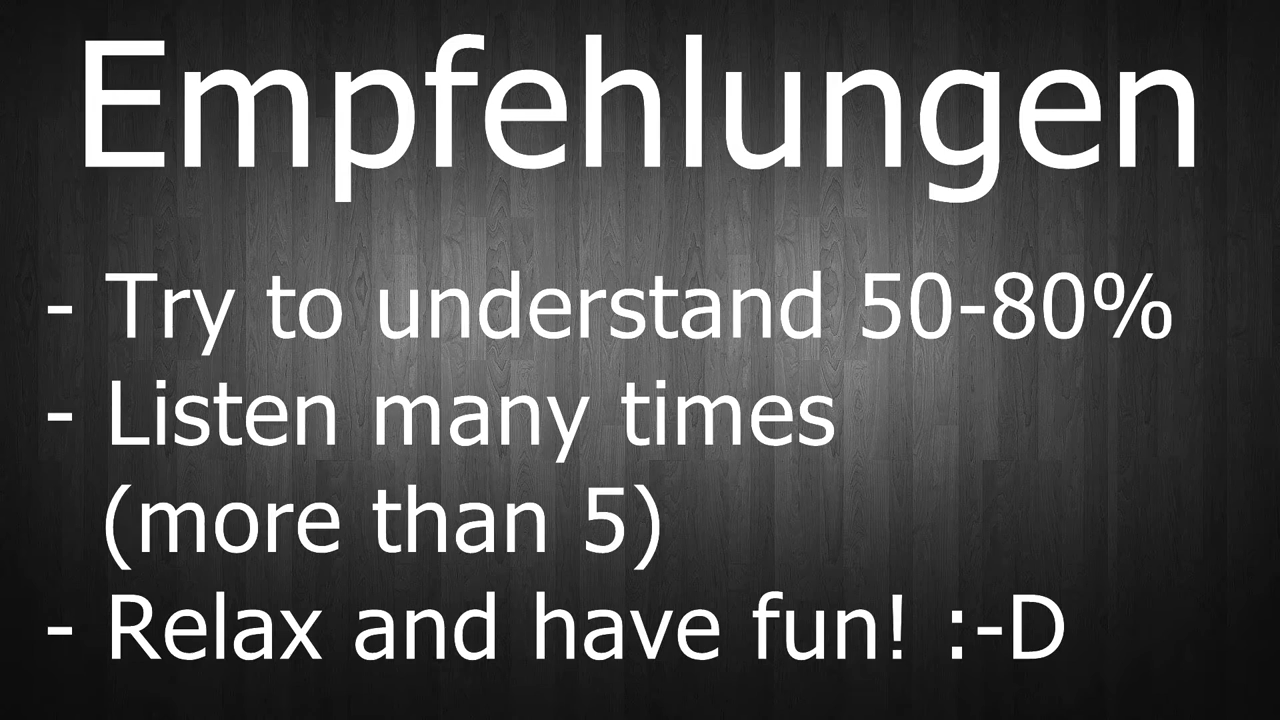 Empfehlungen
- Try to understand 50-80%
- Listen many times
(more than 5)
- Relax and have fun! :-D